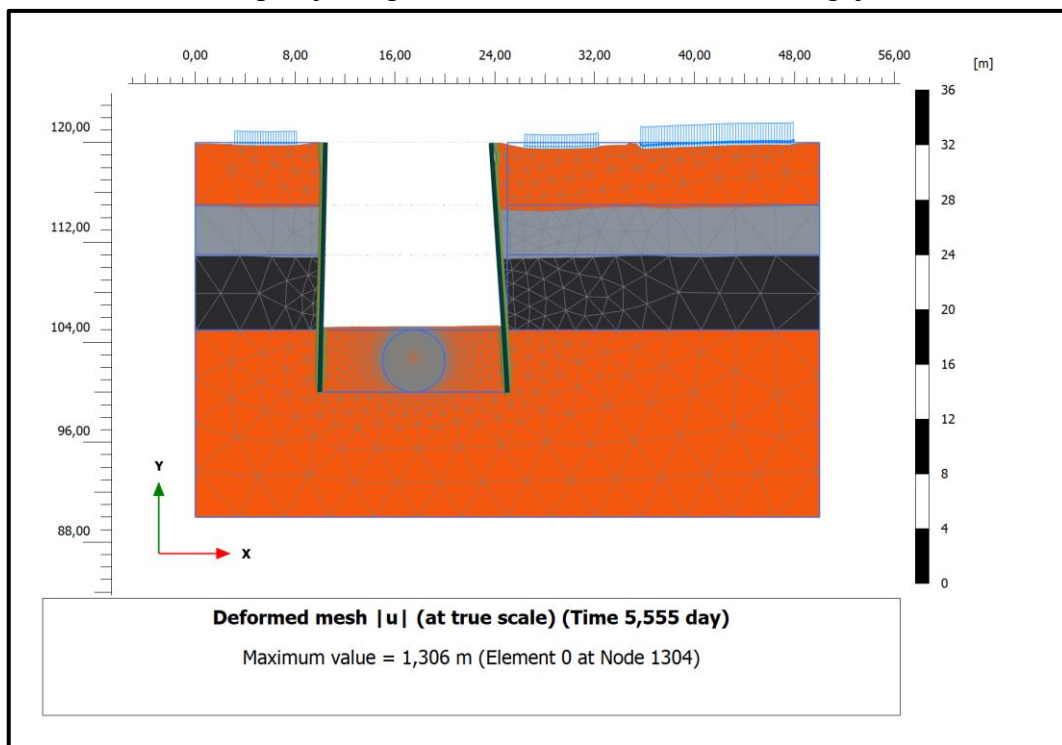 0,00 8,00 16,00 24,00 32,00 40,00 48,00 56,00
[m]
120,00
112,00
104,00
96,00
88,00
36
32
28
24
20
16
12
8
4
0
Y
X
Deformed mesh |u| (at true scale) (Time 5,555 day)
Maximum value = 1,306 m (Element 0 at Node 1304)